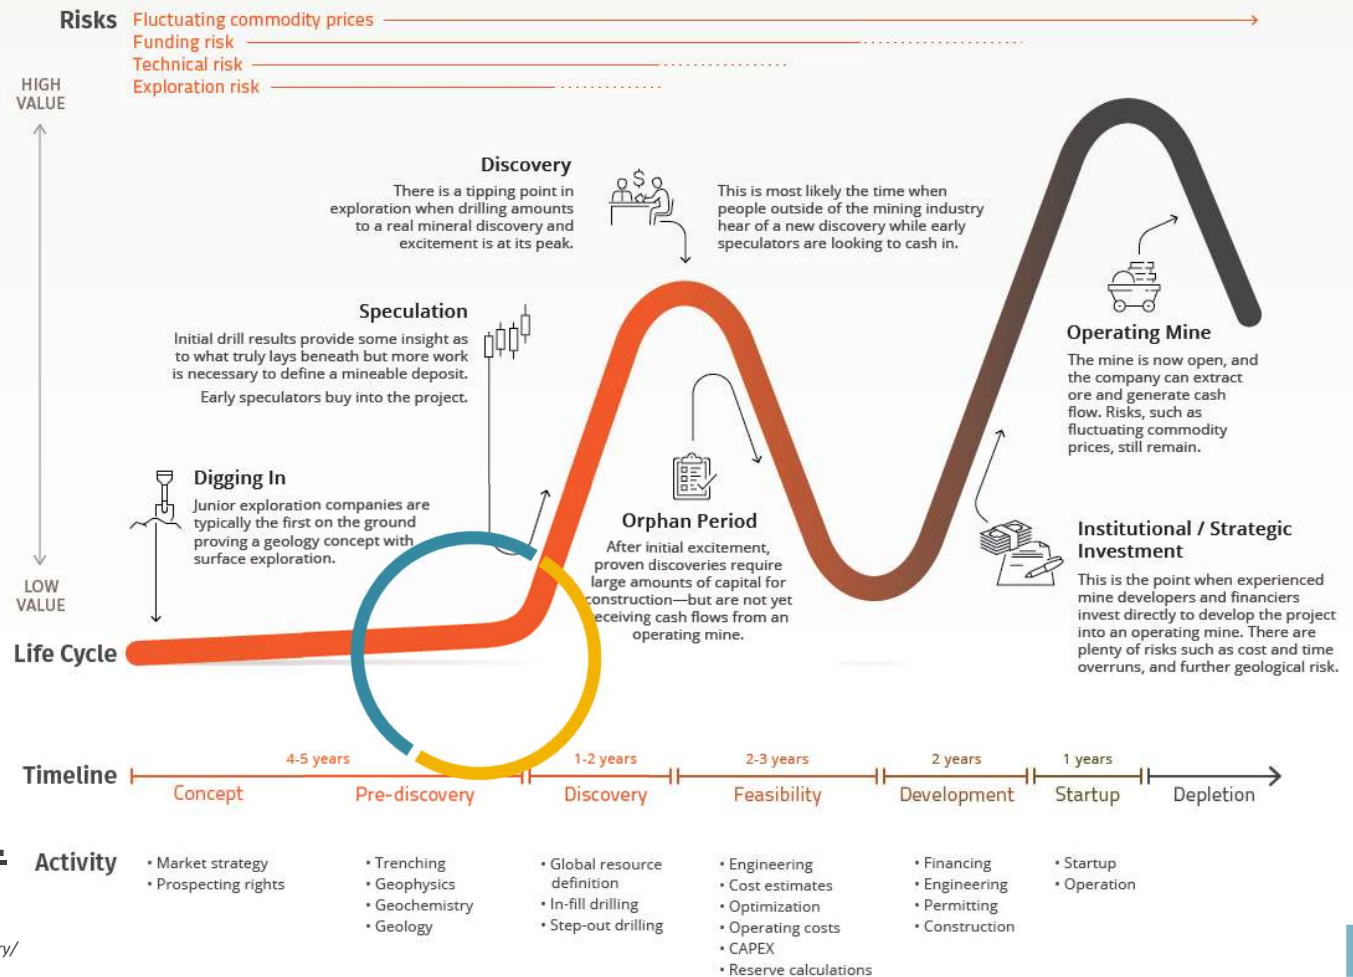 Risks
Fluctuating commodity prices
Funding risk
Technical risk
Exploration risk
HIGH
VALUE
LOW
VALUE
Discovery
There is a tipping point in
exploration when drilling amounts
to a real mineral discovery and
excitement is at its peak.
$
This is most likely the time when
people outside of the mining industry
hear of a new discovery while early
speculators are looking to cash in.
Speculation
Initial drill results provide some insight as
to what truly lays beneath but more work
is necessary to define a mineable deposit.
Early speculators buy into the project.
Digging In
Junior exploration companies are
typically the first on the ground
proving a geology concept with
surface exploration.
Orphan Period
After initial excitement,
proven discoveries require
large amounts of capital for
construction—but are not yet
eceiving cash flows from an
operating mine.
Operating Mine
The mine is now open, and
the company can extract
ore and generate cash
flow. Risks, such as
fluctuating commodity
prices, still remain.
Institutional / Strategic
Investment
This is the point when experienced
mine developers and financiers
invest directly to develop the project
into an operating mine. There are
plenty of risks such as cost and time
overruns, and further geological risk.
Life Cycle
Timeline
4-5 years
1-2 years
2-3 years
2 years
1 years
Concept
Pre-discovery
Discovery
Feasibility
Development
Startup
Depletion
Activity
• Market strategy
• Prospecting rights
• Trenching
• Geophysics
• Geochemistry
• Geology
• Global resource
definition
• In-fill drilling
• Step-out drilling
• Engineering
• Cost estimates
• Optimization
• Operating costs
• CAPEX
• Reserve calculations
• Financing
• Engineering
• Permitting
• Construction
• Startup
• Operation
ry/